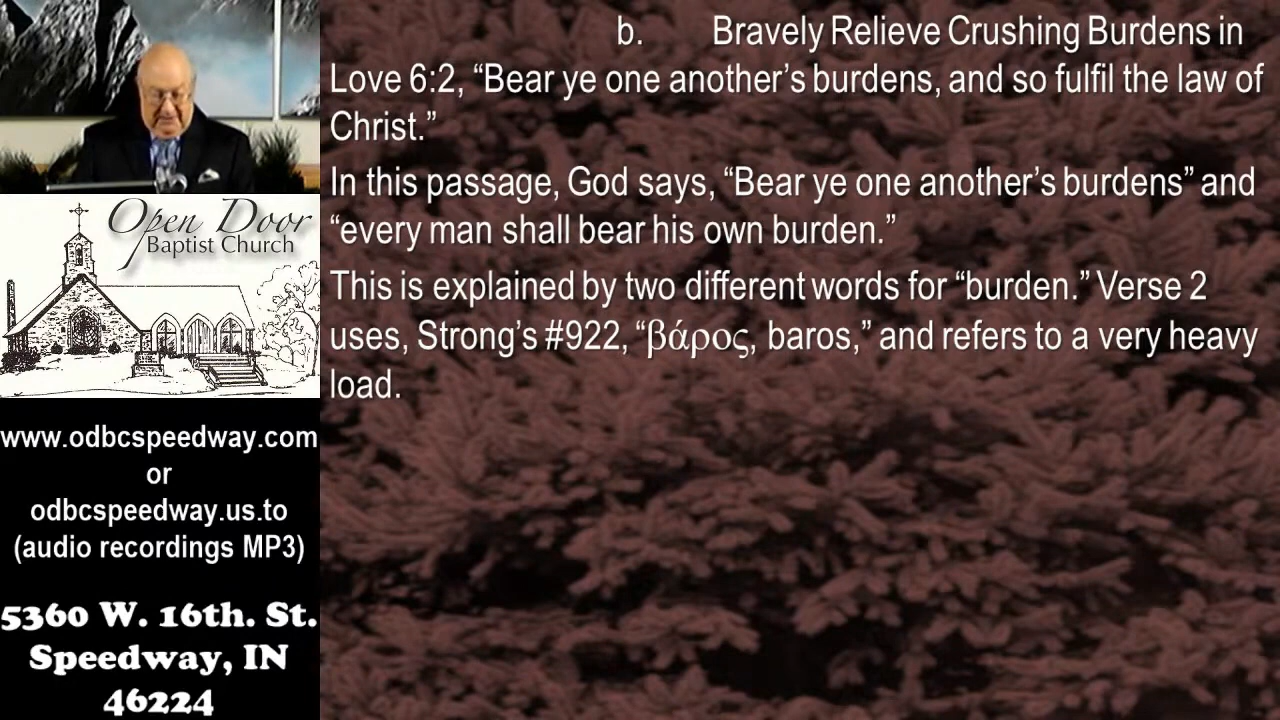 b. Bravely Relieve Crushing Burdens in
Love 6:2, “Bear ye one another’s burdens, and so fulfil the law of
Christ.”
In this passage, God says, “Bear ye one another’s burdens” and
“every man shall bear his own burden.”
This is explained by two different words for “burden.” Verse 2
uses, Strong’s #922, “βάρος, baros,” and refers to a very heavy
load.
Open Door
Baptist Church
www.odbcspeedway.com
or
odbcspeedway.us.to
(audio recordings MP3)
5360 W. 16th. St.
Speedway, IN
46224